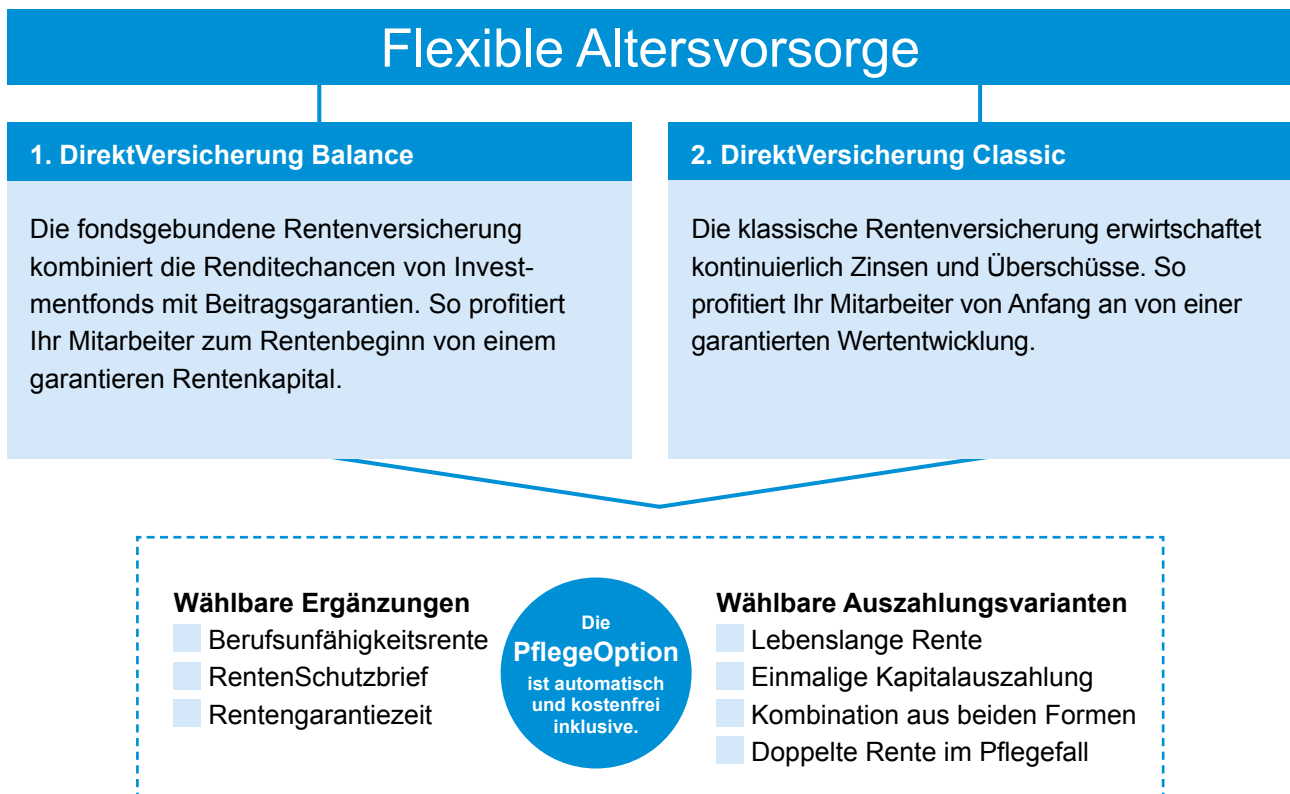 Flexible Altersvorsorge
1. DirektVersicherung Balance
Die fondsgebundene Rentenversicherung
kombiniert die Renditechancen von Invest-
mentfonds mit Beitragsgarantien. So profitiert
Ihr Mitarbeiter zum Rentenbeginn von einem
garantieren Rentenkapital.
2. DirektVersicherung Classic
Die klassische Rentenversicherung erwirtschaftet
kontinuierlich Zinsen und Überschüsse. So
profitiert Ihr Mitarbeiter von Anfang an von einer
garantierten Wertentwicklung.
Wählbare Ergänzungen
Berufsunfähigkeitsrente
RentenSchutzbrief
Rentengarantiezeit
Die
PflegeOption
ist automatisch
und kostenfrei
inklusive.
Wählbare Auszahlungsvarianten
Lebenslange Rente
Einmalige Kapitalauszahlung
Kombination aus beiden Formen
Doppelte Rente im Pflegefall